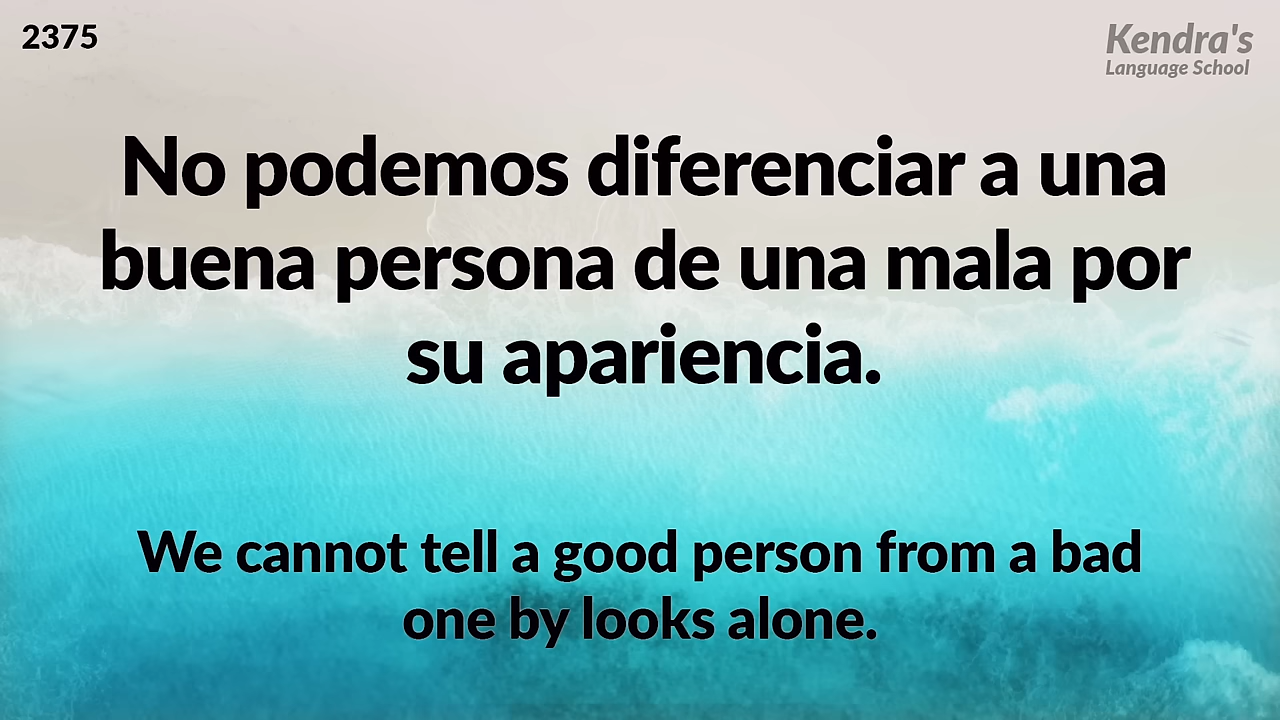 2375
Kendra's
Language School
No podemos diferenciar a una
buena persona de una mala por
su apariencia.
We cannot tell a good person from a bad
one by looks alone.